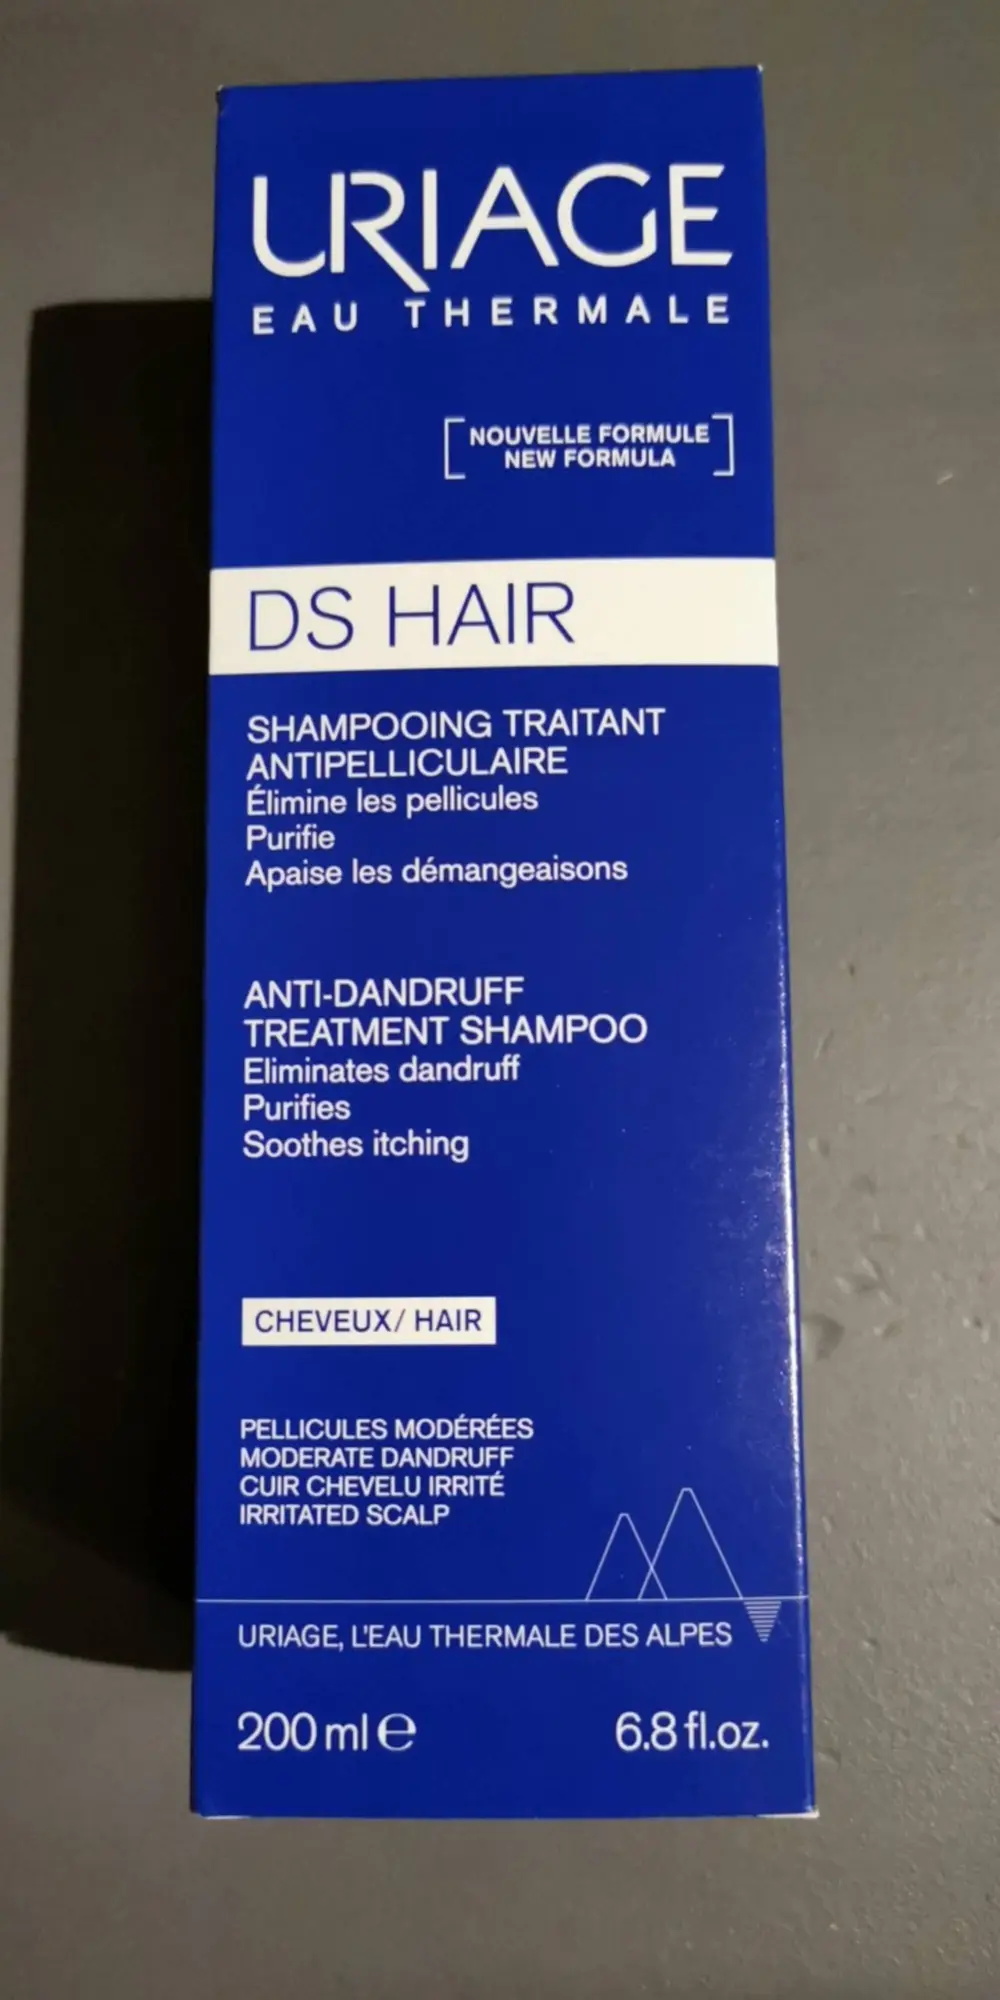 URIAGE
EAU THERMALE
NOUVELLE FORMULE
NEW FORMULA
DS HAIR
SHAMPOOING TRAITANT
ANTIPELLICULAIRE
Élimine les pellicules
Purifie
Apaise les démangeaisons
ANTI-DANDRUFF
TREATMENT SHAMPOO
Eliminates dandruff
Purifies
Soothes itching
CHEVEUX/ HAIR
PELLICULES MODÉRÉES
MODERATE DANDRUFF
CUIR CHEVELU IRRITÉ
IRRITATED SCALP
URIAGE, L'EAU THERMALE DES ALPES
200 ml ℮ 6.8 fl.oz.